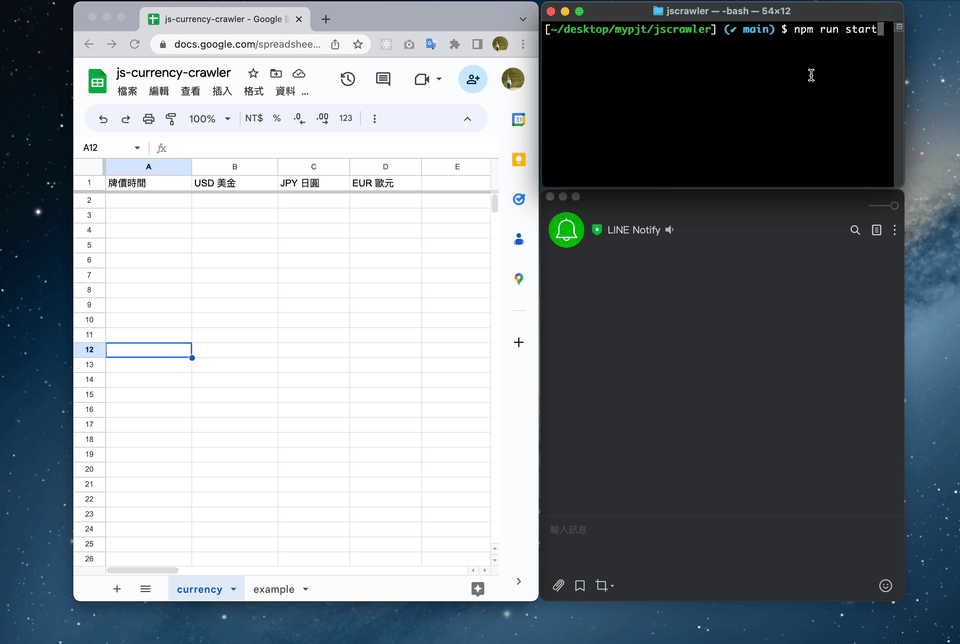 js-currency-crawler - Google
docs.google.com/spreadshee...
js-currency-crawler
檔案 編輯 查看 插入 格式 資料 ...
100% NT$ % .0 .00 123
A12 fx
A B C D E
1 牌價時間 USD 美金 JPY 日圓 EUR 歐元
2
3
4
5
6
7
8
9
10
11
12
13
14
15
16
17
18
19
20
21
22
23
24
25
26
currency example
31
jscrawler — -bash — 54×12
[~/desktop/mypjt/jscrawler] (✔ main) $ npm run start
LINE Notify
輸入訊息